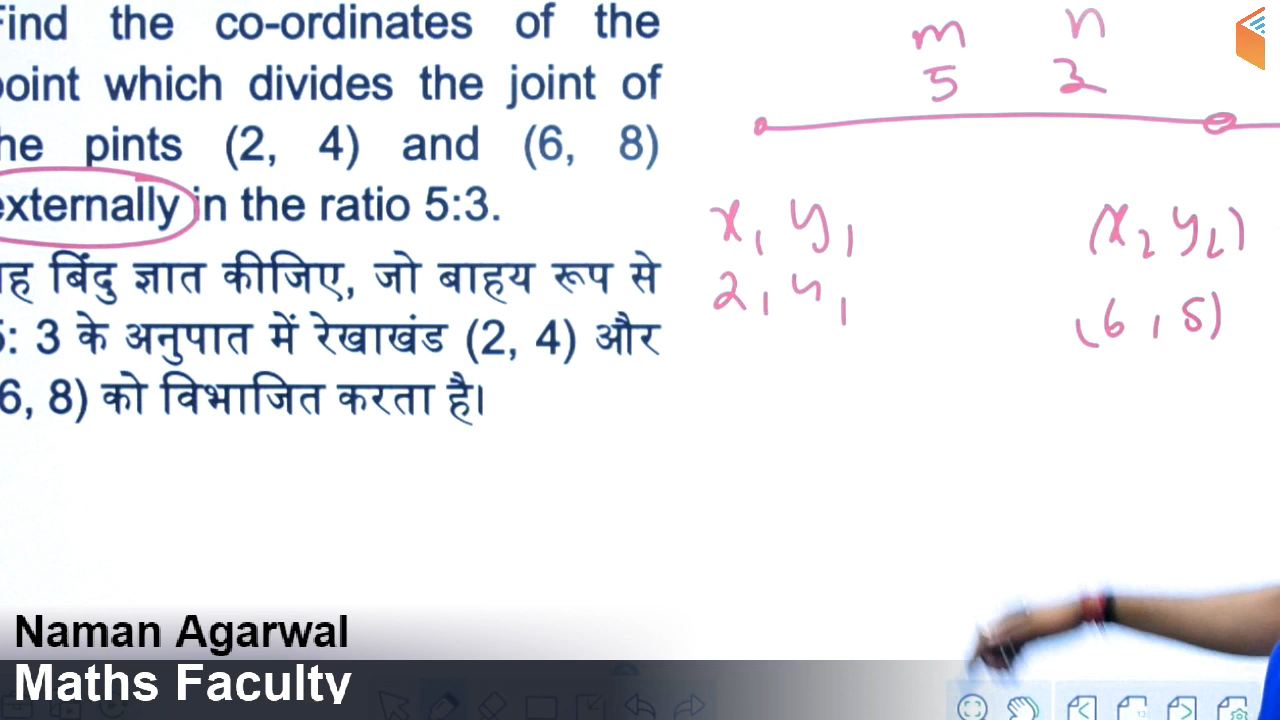 Find the co-ordinates of the
point which divides the joint of
the pints (2, 4) and (6, 8)
externally in the ratio 5:3.
यह बिंदु ज्ञात कीजिए, जो बाहय रूप से
5: 3 के अनुपात में रेखाखंड (2, 4) और
(6, 8) को विभाजित करता है।
m n
5 3
x1 y1 (x2 y2)
2, 4, (6, 8)
Naman Agarwal
Maths Faculty